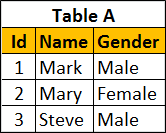 Table A
Id Name Gender
1 Mark Male
2 Mary Female
3 Steve Male